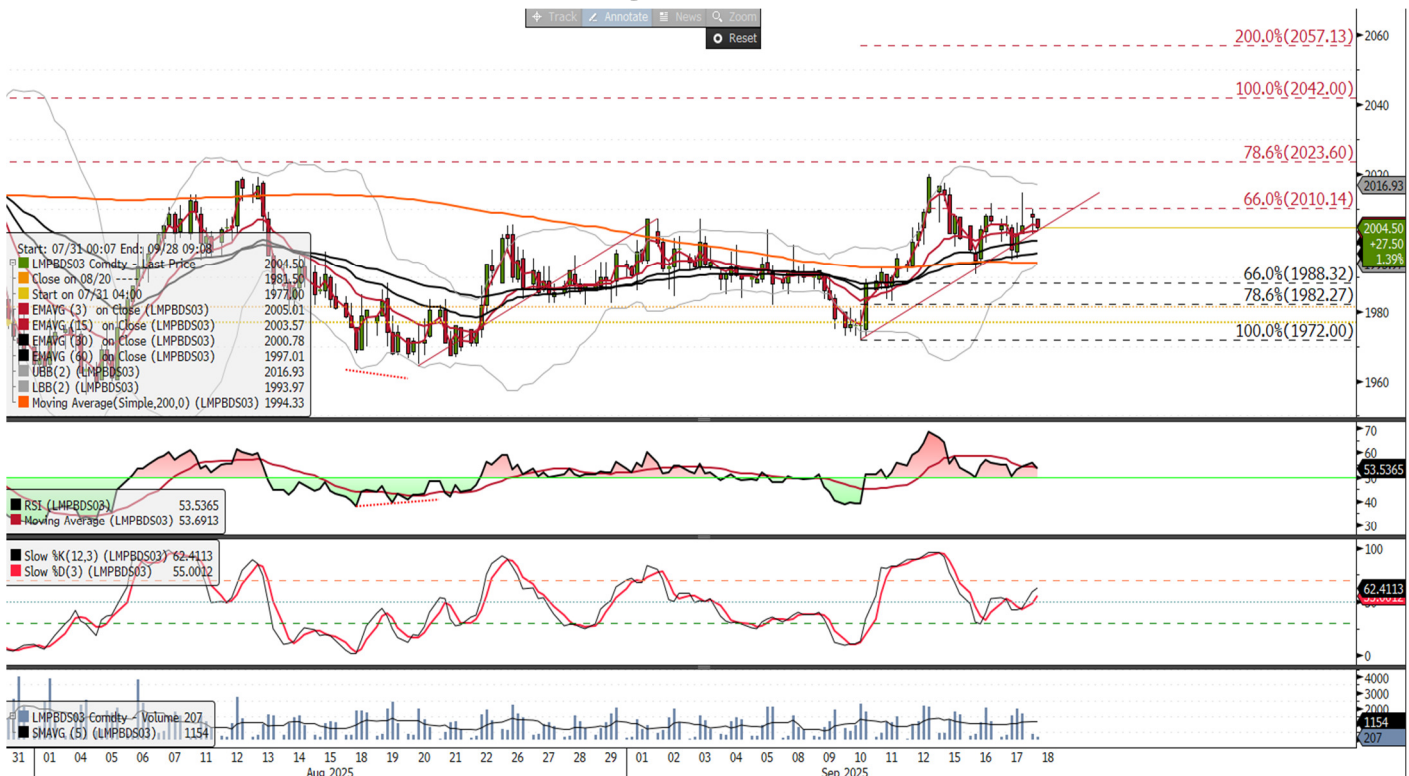 Track Annotate News Zoom
Reset
200.0%(2057.13)
100.0%(2042.00)
78.6%(2023.60)
66.0%(2010.14)
66.0%(1988.32)
78.6%(1982.27)
100.0%(1972.00)
2060
2040
2020
2016.93
2004.50
+27.50
1.39%
1980
1960
Start: 07/31 00:07 End: 09/28 09:08
LMPBDS03 Comdty - Last Price 2004.50
Close on 08/20 1981.50
Start on 07/31 04:00 1977.00
EMAVG (3) on Close (LMPBDS03) 2005.01
EMAVG (15) on Close (LMPBDS03) 2003.57
EMAVG (30) on Close (LMPBDS03) 2000.78
EMAVG (60) on Close (LMPBDS03) 1997.01
UBB(2) (LMPBDS03) 2016.93
LBB(2) (LMPBDS03) 1993.97
Moving Average(Simple,200,0) (LMPBDS03) 1994.33
70
53.5365
50
40
30
RSI (LMPBDS03) 53.5365
Moving Average (LMPBDS03) 53.6913
Slow %K(12,3) (LMPBDS03) 62.4113
Slow %D(3) (LMPBDS03) 55.0012
100
62.4113
0
LMPBDS03 Comdty - Volume 207
SMAVG (5) (LMPBDS03) 1154
4000
3000
2000
1154
207
31 01 04 05 06 07 11 12 13 14 15 18 19 20 21 22 26 27 28 29 01 02 03 04 05 08 09 10 11 12 15 16 17 18
Aug 2025 Sep 2025